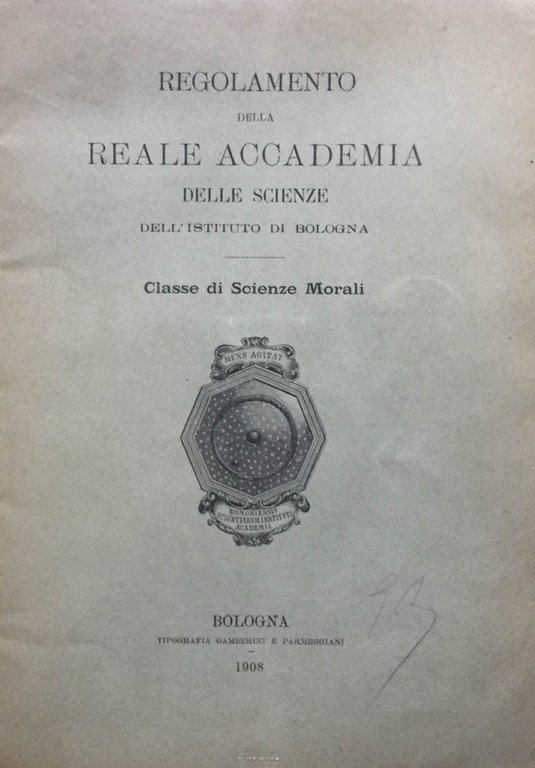 REGOLAMENTO
DELLA
REALE ACCADEMIA
DELLE SCIENZE
DELL'ISTITUTO DI BOLOGNA
Classe di Scienze Morali
MENS AGITAT
BONONIENSIS
SCIENTIARUM INSTITUTI
ACADEMIA
BOLOGNA
TIPOGRAFIA GAMBERINI E PARMEGGIANI
1908